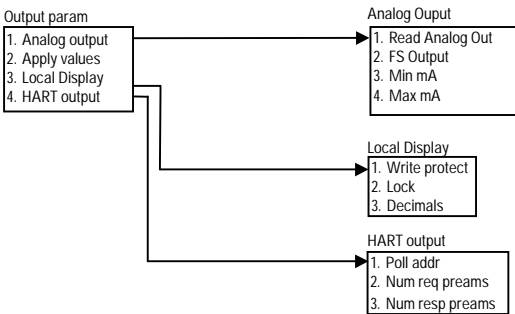 Output param
1. Analog output
2. Apply values
3. Local Display
4. HART output
Analog Ouput
1. Read Analog Out
2. FS Output
3. Min mA
4. Max mA
Local Display
1. Write protect
2. Lock
3. Decimals
HART output
1. Poll addr
2. Num req preams
3. Num resp preams